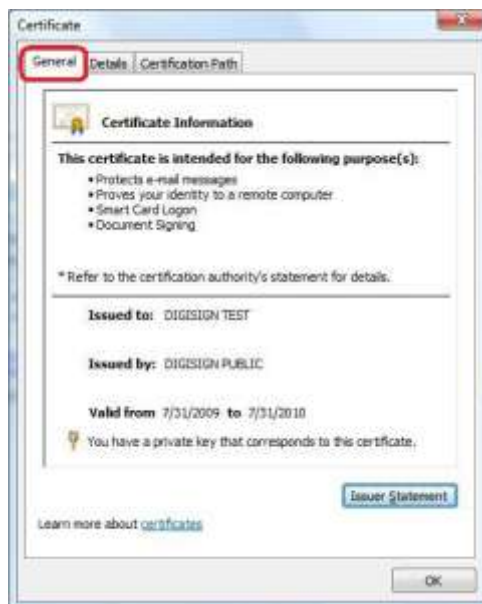 Certificate
General Details Certification Path
Certificate Information
This certificate is intended for the following purpose(s):
• Protects e-mail messages
• Proves your identity to a remote computer
• Smart Card Logon
• Document Signing
* Refer to the certification authority's statement for details.
Issued to: DIGISIGN TEST
Issued by: DIGISIGN PUBLIC
Valid from 7/31/2009 to 7/31/2010
You have a private key that corresponds to this certificate.
Issuer Statement
Learn more about certificates
OK